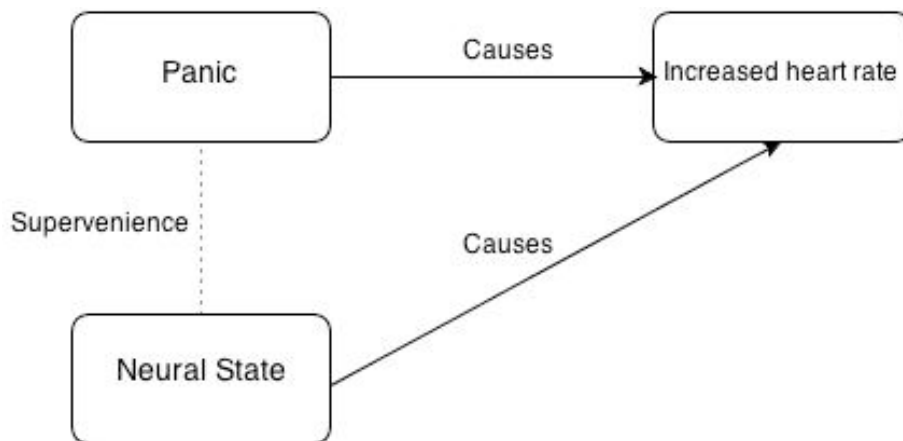 Panic
Causes
Increased heart rate
Supervenience
Causes
Neural State